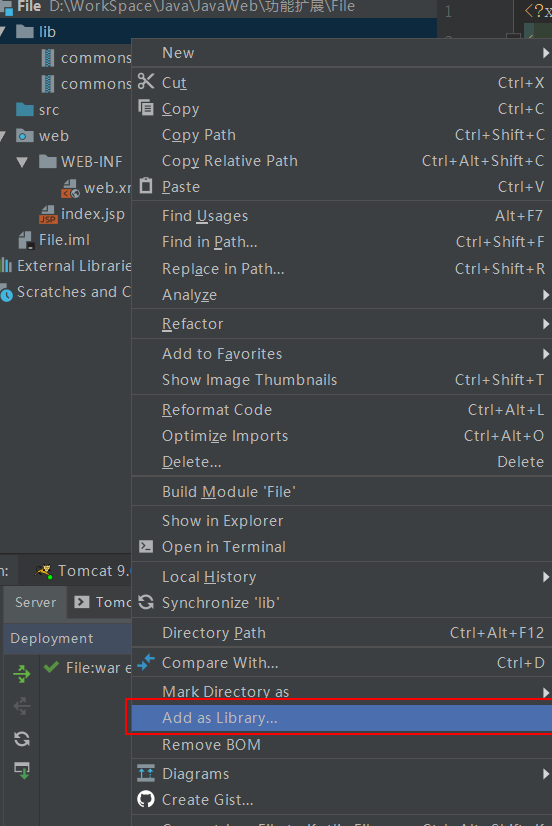 File D:\WorkSpace\Java\JavaWeb\功能扩展\File
1
<?x
lib
commons
commons
src
web
WEB-INF
web.xm
index.jsp
File.iml
External Librarie
Scratches and C
New
Cut Ctrl+X
Copy Ctrl+C
Copy Path Ctrl+Shift+C
Copy Relative Path Ctrl+Alt+Shift+C
Paste Ctrl+V
Find Usages Alt+F7
Find in Path... Ctrl+Shift+F
Replace in Path... Ctrl+Shift+R
Analyze
Refactor
Add to Favorites
Show Image Thumbnails Ctrl+Shift+T
Reformat Code Ctrl+Alt+L
Optimize Imports Ctrl+Alt+O
Delete... Delete
Build Module 'File'
Show in Explorer
Open in Terminal
Local History
Synchronize 'lib'
Directory Path Ctrl+Alt+F12
Compare With... Ctrl+D
Mark Directory as
Add as Library...
Remove BOM
Diagrams
Create Gist...
n: Tomcat 9.
Server Tomc
Deployment
File:war e